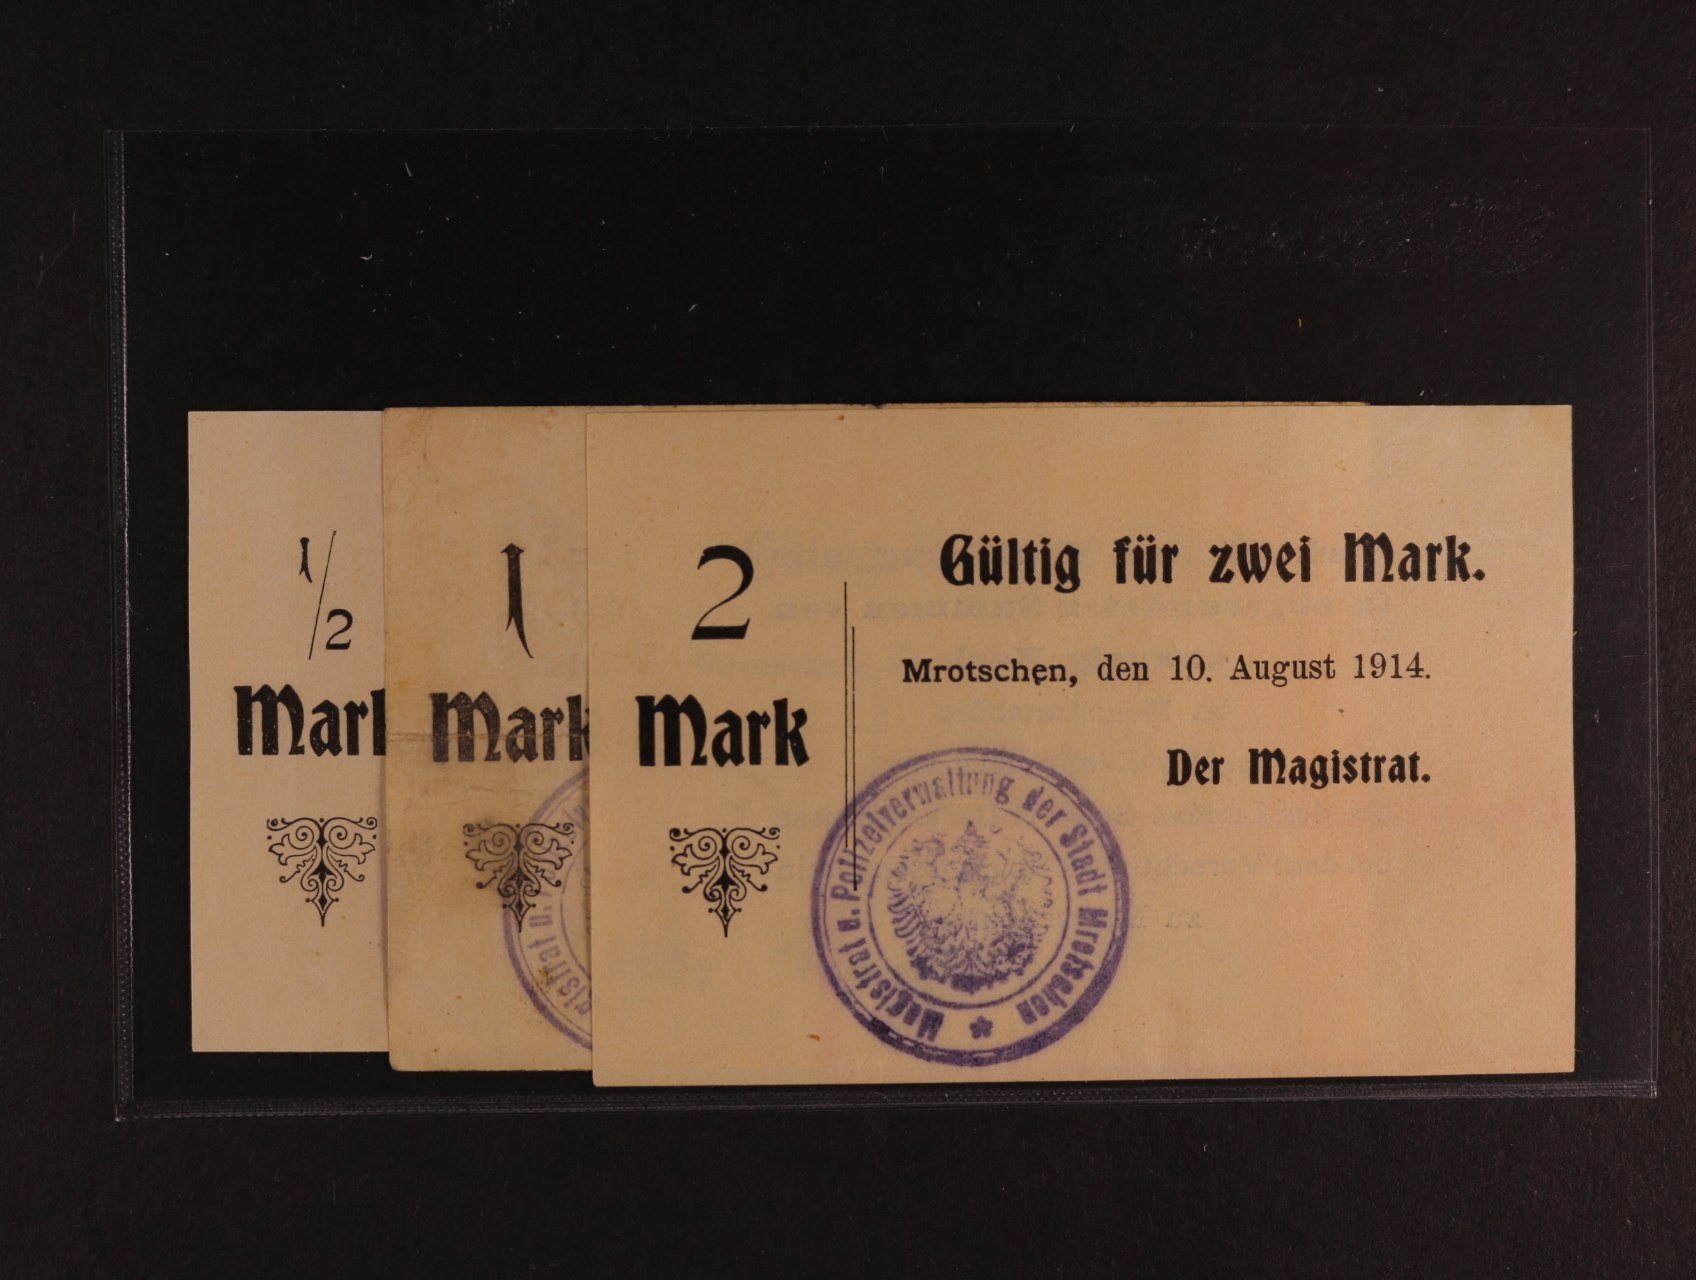 1/2
Mark
1
Mark
2
Mark
Gültig für zwei Mark.
Mrotschen, den 10. August 1914.
Der Magistrat.
Magistrat u. Polizeiverwaltung der Stadt Mrotschen *